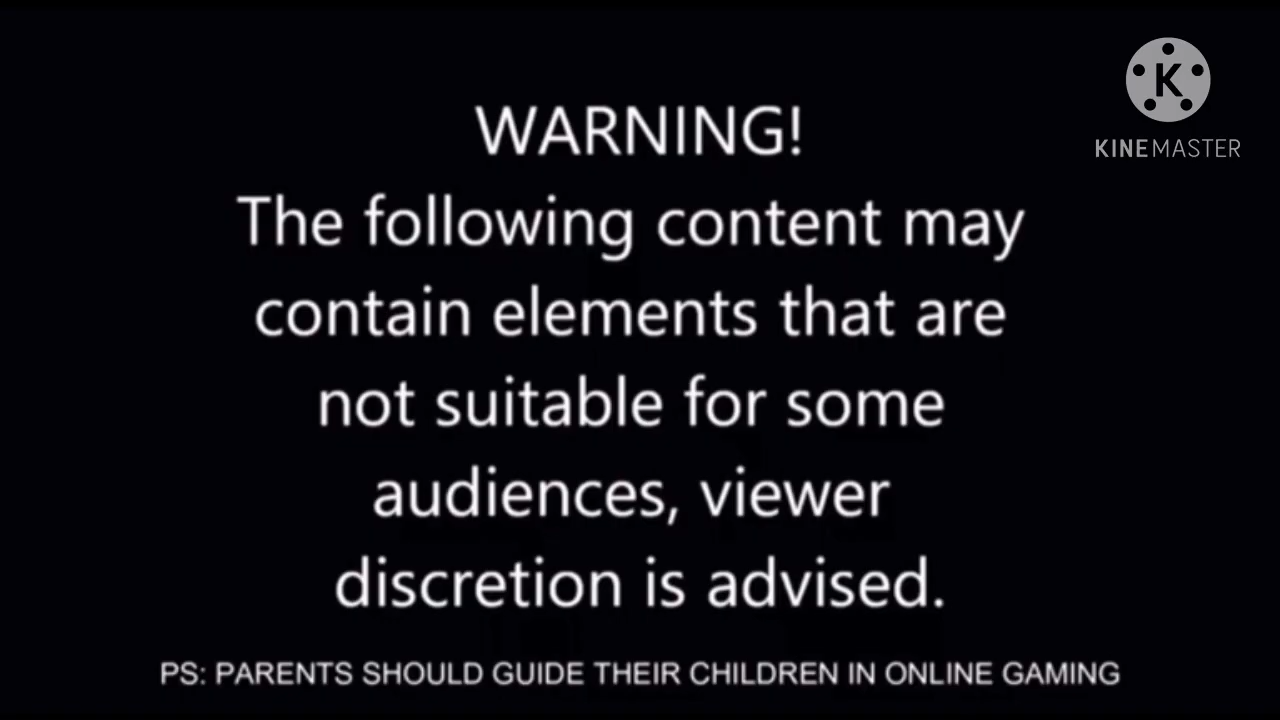 K
KINEMASTER
WARNING!
The following content may
contain elements that are
not suitable for some
audiences, viewer
discretion is advised.
PS: PARENTS SHOULD GUIDE THEIR CHILDREN IN ONLINE GAMING